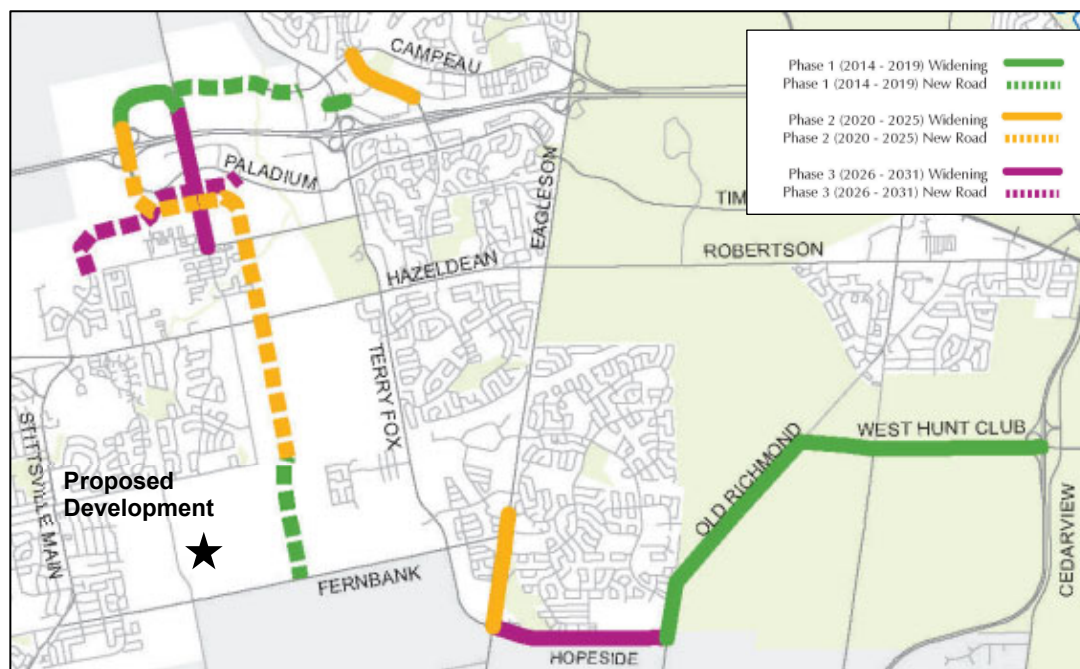 CAMPEAU
Phase 1 (2014 - 2019) Widening
Phase 1 (2014 - 2019) New Road
Phase 2 (2020 - 2025) Widening
Phase 2 (2020 - 2025) New Road
Phase 3 (2026 - 2031) Widening
Phase 3 (2026 - 2031) New Road
PALADIUM
EAGLESON
TIM
ROBERTSON
HAZELDEAN
TERRY FOX
STITTSVILLE MAIN
OLD RICHMOND
WEST HUNT CLUB
Proposed
Development
CEDARVIEW
FERNBANK
HOPESIDE